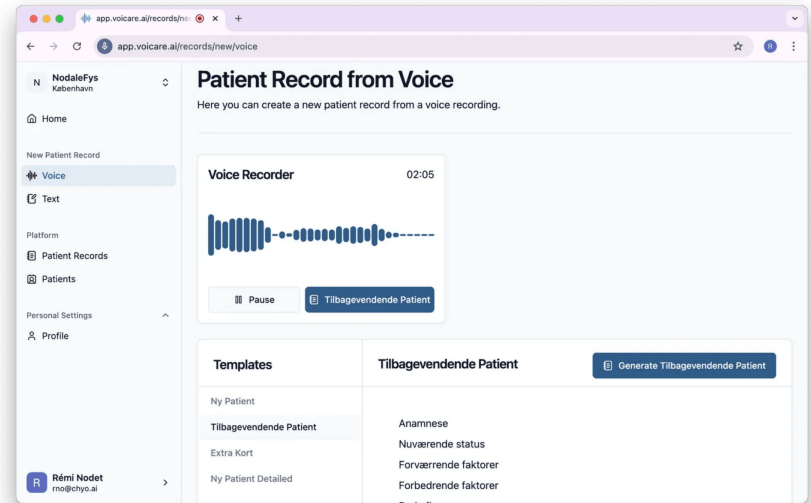 app.voicare.ai/records/nev
app.voicare.ai/records/new/voice
R
N
NodaleFys
København
Home
New Patient Record
Voice
Text
Platform
Patient Records
Patients
Personal Settings
Profile
R
Rémi Nodet
rno@chyo.ai
Patient Record from Voice
Here you can create a new patient record from a voice recording.
Voice Recorder
02:05
Pause
Tilbagevendende Patient
Templates
Ny Patient
Tilbagevendende Patient
Extra Kort
Ny Patient Detailed
Tilbagevendende Patient
Generate Tilbagevendende Patient
Anamnese
Nuværende status
Forværrende faktorer
Forbedrende faktorer